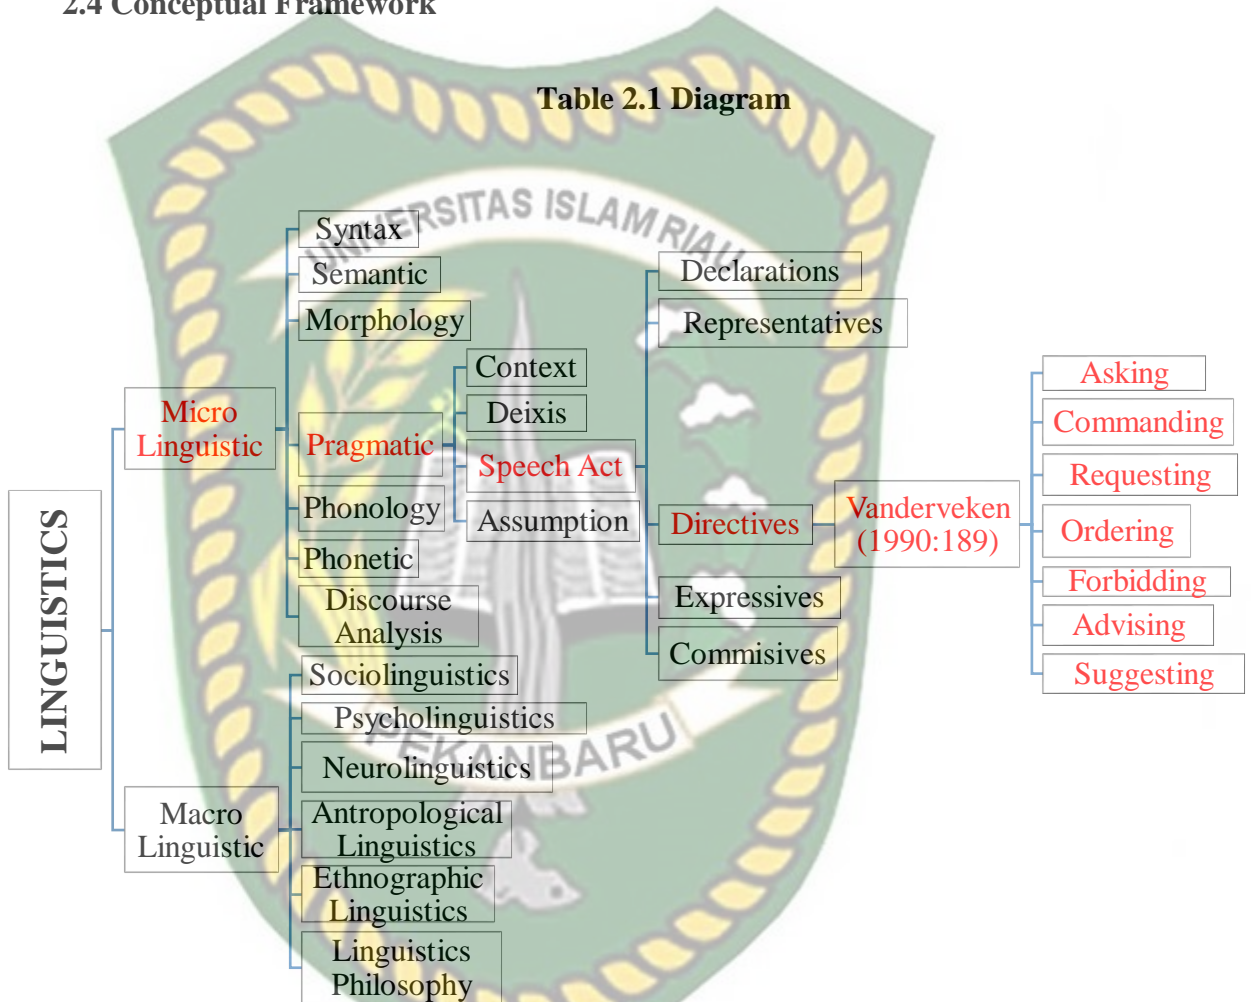 2.4 Conceptual Framework
Table 2.1 Diagram
UNIVERSITAS ISLAM RIAU
PEKANBARU
LINGUISTICS
Micro
Linguistic
Syntax
Semantic
Morphology
Pragmatic
Phonology
Phonetic
Discourse
Analysis
Context
Deixis
Speech Act
Assumption
Declarations
Representatives
Directives
Expressives
Commisives
Vanderveken
(1990:189)
Asking
Commanding
Requesting
Ordering
Forbidding
Advising
Suggesting
Macro
Linguistic
Sociolinguistics
Psycholinguistics
Neurolinguistics
Antropological
Linguistics
Ethnographic
Linguistics
Linguistics
Philosophy